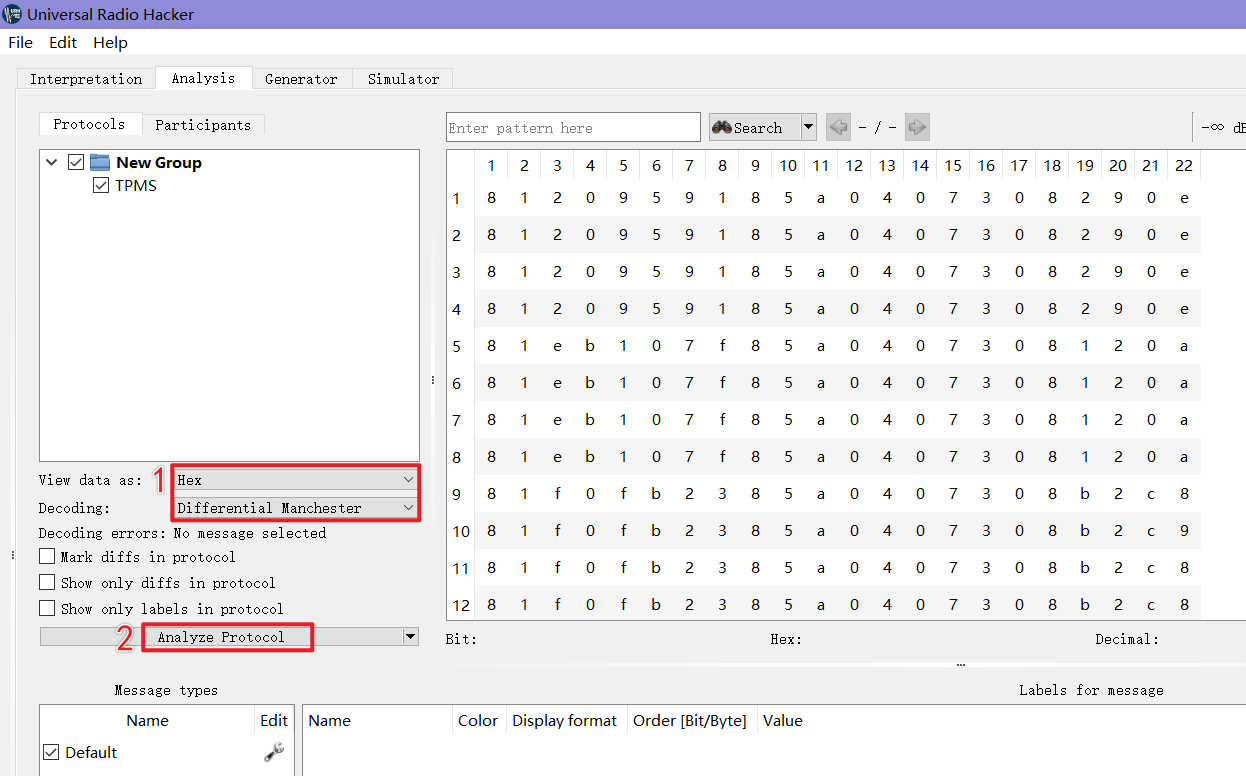 Universal Radio Hacker
File Edit Help
Interpretation Analysis Generator Simulator
Protocols Participants
Enter pattern here Search - / - -∞
New Group
TPMS
1 2 3 4 5 6 7 8 9 10 11 12 13 14 15 16 17 18 19 20 21 22
1 8 1 2 0 9 5 9 1 8 5 a 0 4 0 7 3 0 8 2 9 0 e
2 8 1 2 0 9 5 9 1 8 5 a 0 4 0 7 3 0 8 2 9 0 e
3 8 1 2 0 9 5 9 1 8 5 a 0 4 0 7 3 0 8 2 9 0 e
4 8 1 2 0 9 5 9 1 8 5 a 0 4 0 7 3 0 8 2 9 0 e
5 8 1 e b 1 0 7 f 8 5 a 0 4 0 7 3 0 8 1 2 0 a
6 8 1 e b 1 0 7 f 8 5 a 0 4 0 7 3 0 8 1 2 0 a
7 8 1 e b 1 0 7 f 8 5 a 0 4 0 7 3 0 8 1 2 0 a
8 8 1 e b 1 0 7 f 8 5 a 0 4 0 7 3 0 8 1 2 0 a
9 8 1 f 0 f b 2 3 8 5 a 0 4 0 7 3 0 8 b 2 c 8
10 8 1 f 0 f b 2 3 8 5 a 0 4 0 7 3 0 8 b 2 c 9
11 8 1 f 0 f b 2 3 8 5 a 0 4 0 7 3 0 8 b 2 c 8
12 8 1 f 0 f b 2 3 8 5 a 0 4 0 7 3 0 8 b 2 c 8
View data as: 1 Hex
Decoding: Differential Manchester
Decoding errors: No message selected
Mark diffs in protocol
Show only diffs in protocol
Show only labels in protocol
2 Analyze Protocol
Bit: Hex: Decimal:
Message types
Labels for message
Name Edit
Default
Name Color Display format Order [Bit/Byte] Value